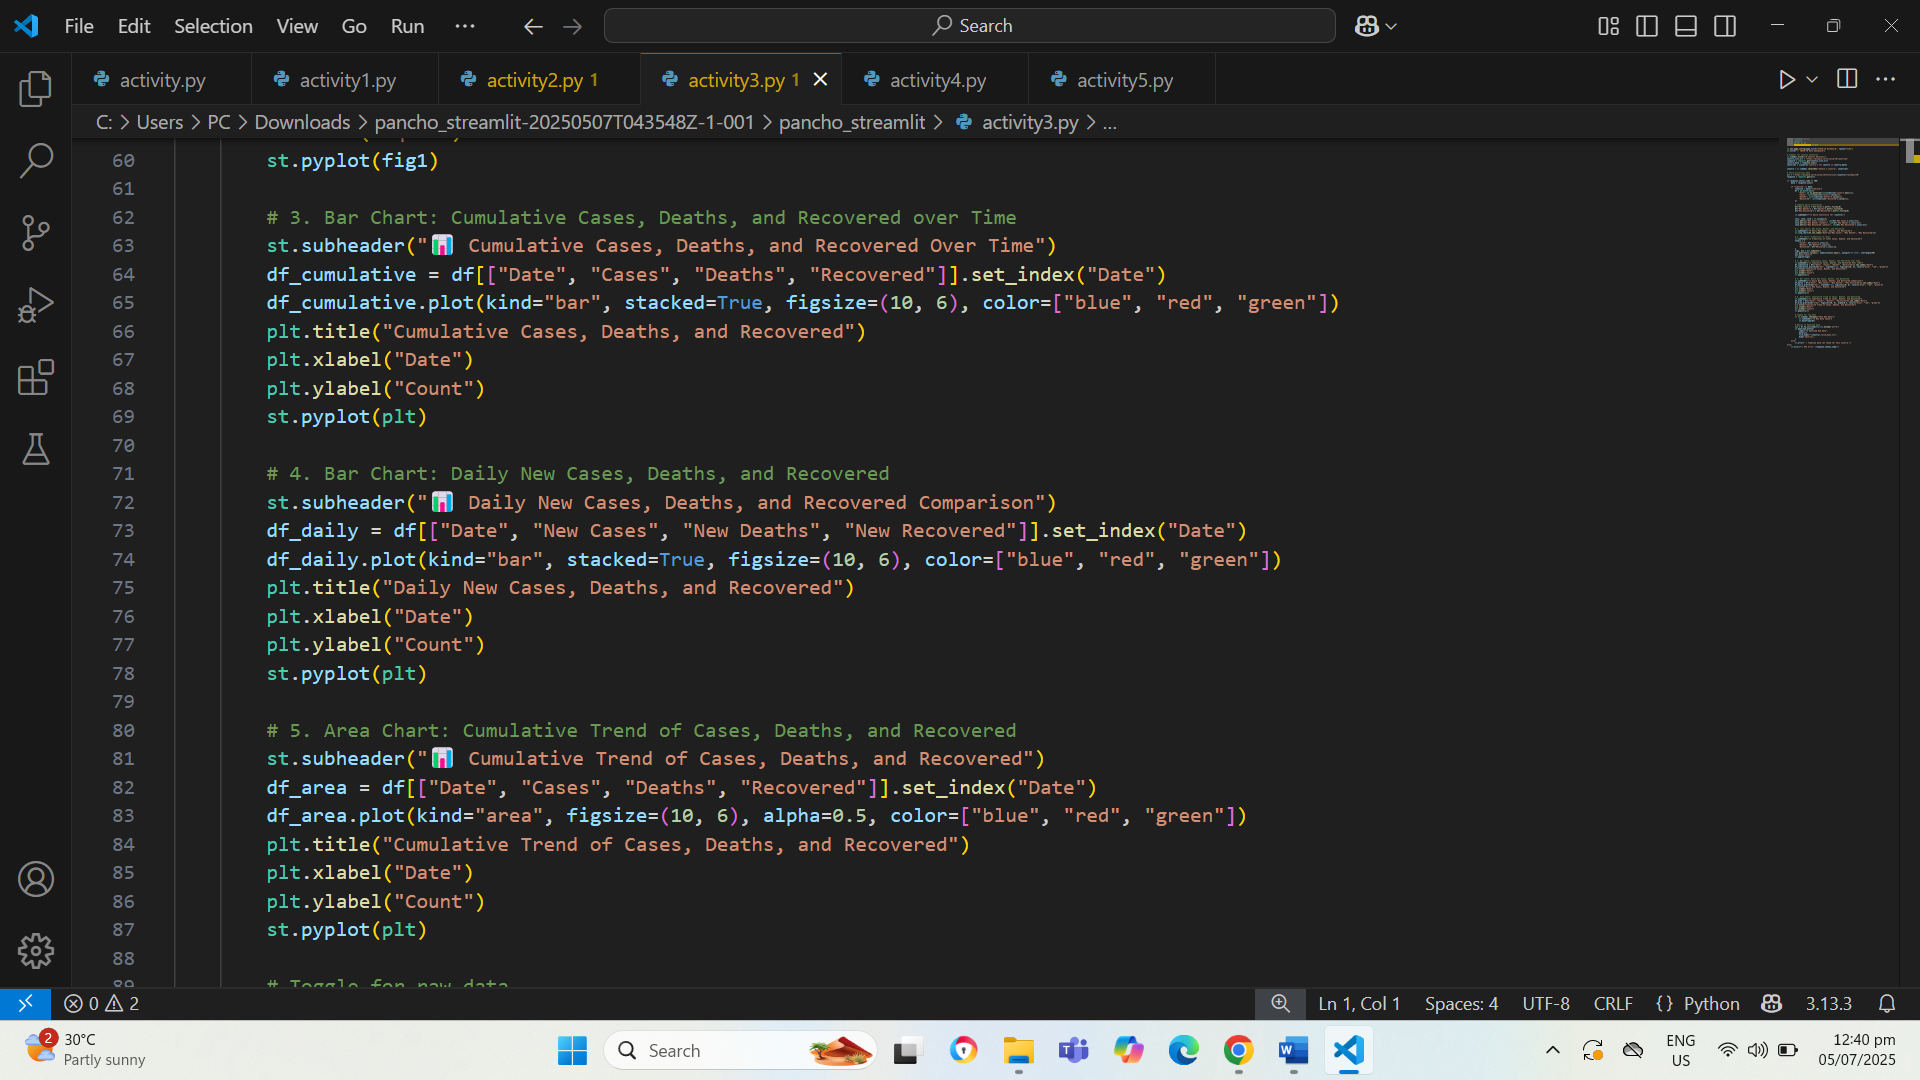 File Edit Selection View Go Run ··· Search
activity.py activity1.py activity2.py 1 activity3.py 1 activity4.py activity5.py
C: > Users > PC > Downloads > pancho_streamlit-20250507T043548Z-1-001 > pancho_streamlit > activity3.py > ...
60 st.pyplot(fig1)
61
62 # 3. Bar Chart: Cumulative Cases, Deaths, and Recovered over Time
63 st.subheader("📊 Cumulative Cases, Deaths, and Recovered Over Time")
64 df_cumulative = df[["Date", "Cases", "Deaths", "Recovered"]].set_index("Date")
65 df_cumulative.plot(kind="bar", stacked=True, figsize=(10, 6), color=["blue", "red", "green"])
66 plt.title("Cumulative Cases, Deaths, and Recovered")
67 plt.xlabel("Date")
68 plt.ylabel("Count")
69 st.pyplot(plt)
70
71 # 4. Bar Chart: Daily New Cases, Deaths, and Recovered
72 st.subheader("📊 Daily New Cases, Deaths, and Recovered Comparison")
73 df_daily = df[["Date", "New Cases", "New Deaths", "New Recovered"]].set_index("Date")
74 df_daily.plot(kind="bar", stacked=True, figsize=(10, 6), color=["blue", "red", "green"])
75 plt.title("Daily New Cases, Deaths, and Recovered")
76 plt.xlabel("Date")
77 plt.ylabel("Count")
78 st.pyplot(plt)
79
80 # 5. Area Chart: Cumulative Trend of Cases, Deaths, and Recovered
81 st.subheader("📊 Cumulative Trend of Cases, Deaths, and Recovered")
82 df_area = df[["Date", "Cases", "Deaths", "Recovered"]].set_index("Date")
83 df_area.plot(kind="area", figsize=(10, 6), alpha=0.5, color=["blue", "red", "green"])
84 plt.title("Cumulative Trend of Cases, Deaths, and Recovered")
85 plt.xlabel("Date")
86 plt.ylabel("Count")
87 st.pyplot(plt)
88
89 # Toggle for raw data
0 2 Ln 1, Col 1 Spaces: 4 UTF-8 CRLF {} Python 3.13.3
2 30°C
Partly sunny
Search
ENG
US
12:40 pm
05/07/2025